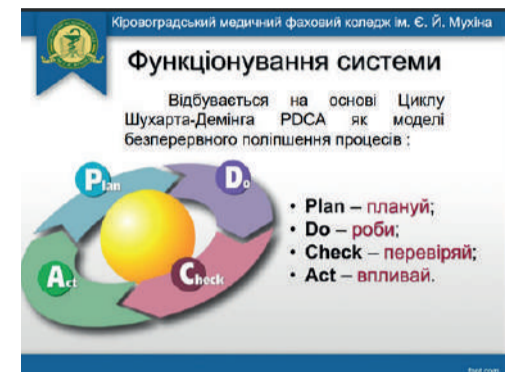 Кіровоградський медичний фаховий коледж ім. Є. Й. Мухіна
Функціонування системи
Відбувається на основі Циклу
Шухарта-Демінга PDCA як моделі
безперервного поліпшення процесів :
Plan
Do
Act
Check
• Plan – плануй;
• Do – роби;
• Check – перевіряй;
• Act – впливай.